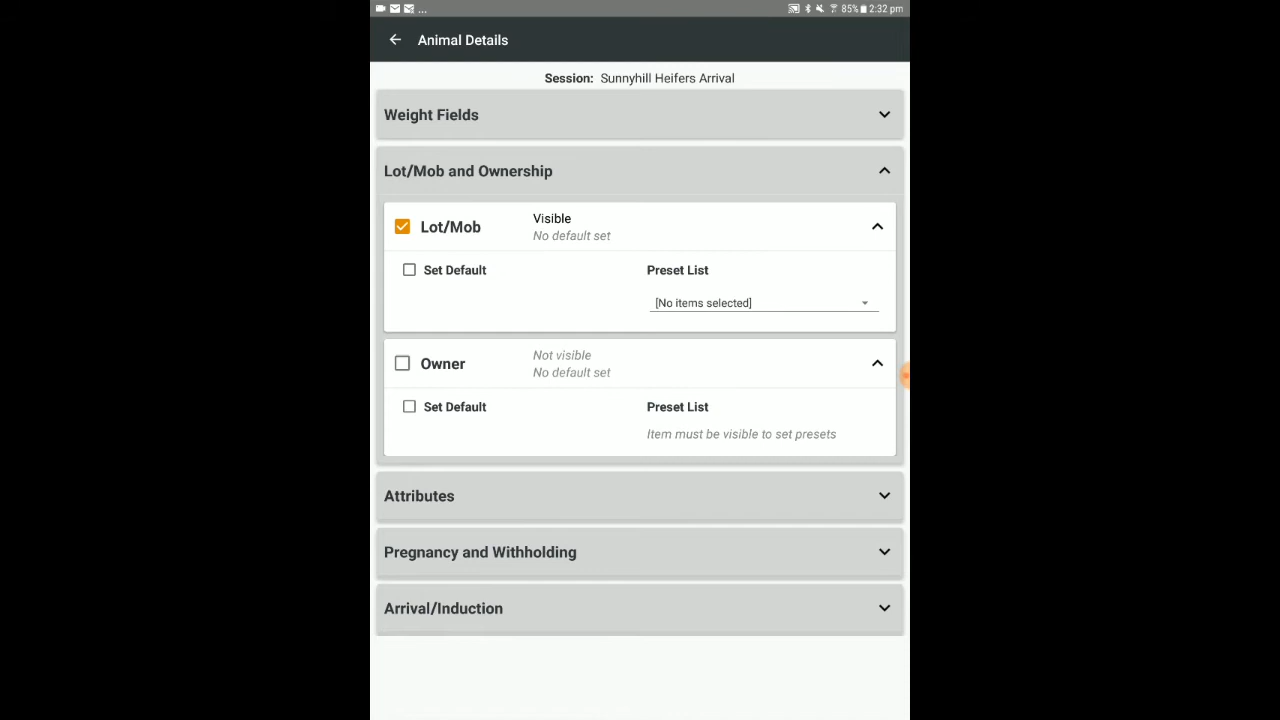 ... 85% 2:32 pm
Animal Details
Session: Sunnyhill Heifers Arrival
Weight Fields
Lot/Mob and Ownership
Lot/Mob
Visible
No default set
Set Default
Preset List
[No items selected]
Owner
Not visible
No default set
Set Default
Preset List
Item must be visible to set presets
Attributes
Pregnancy and Withholding
Arrival/Induction